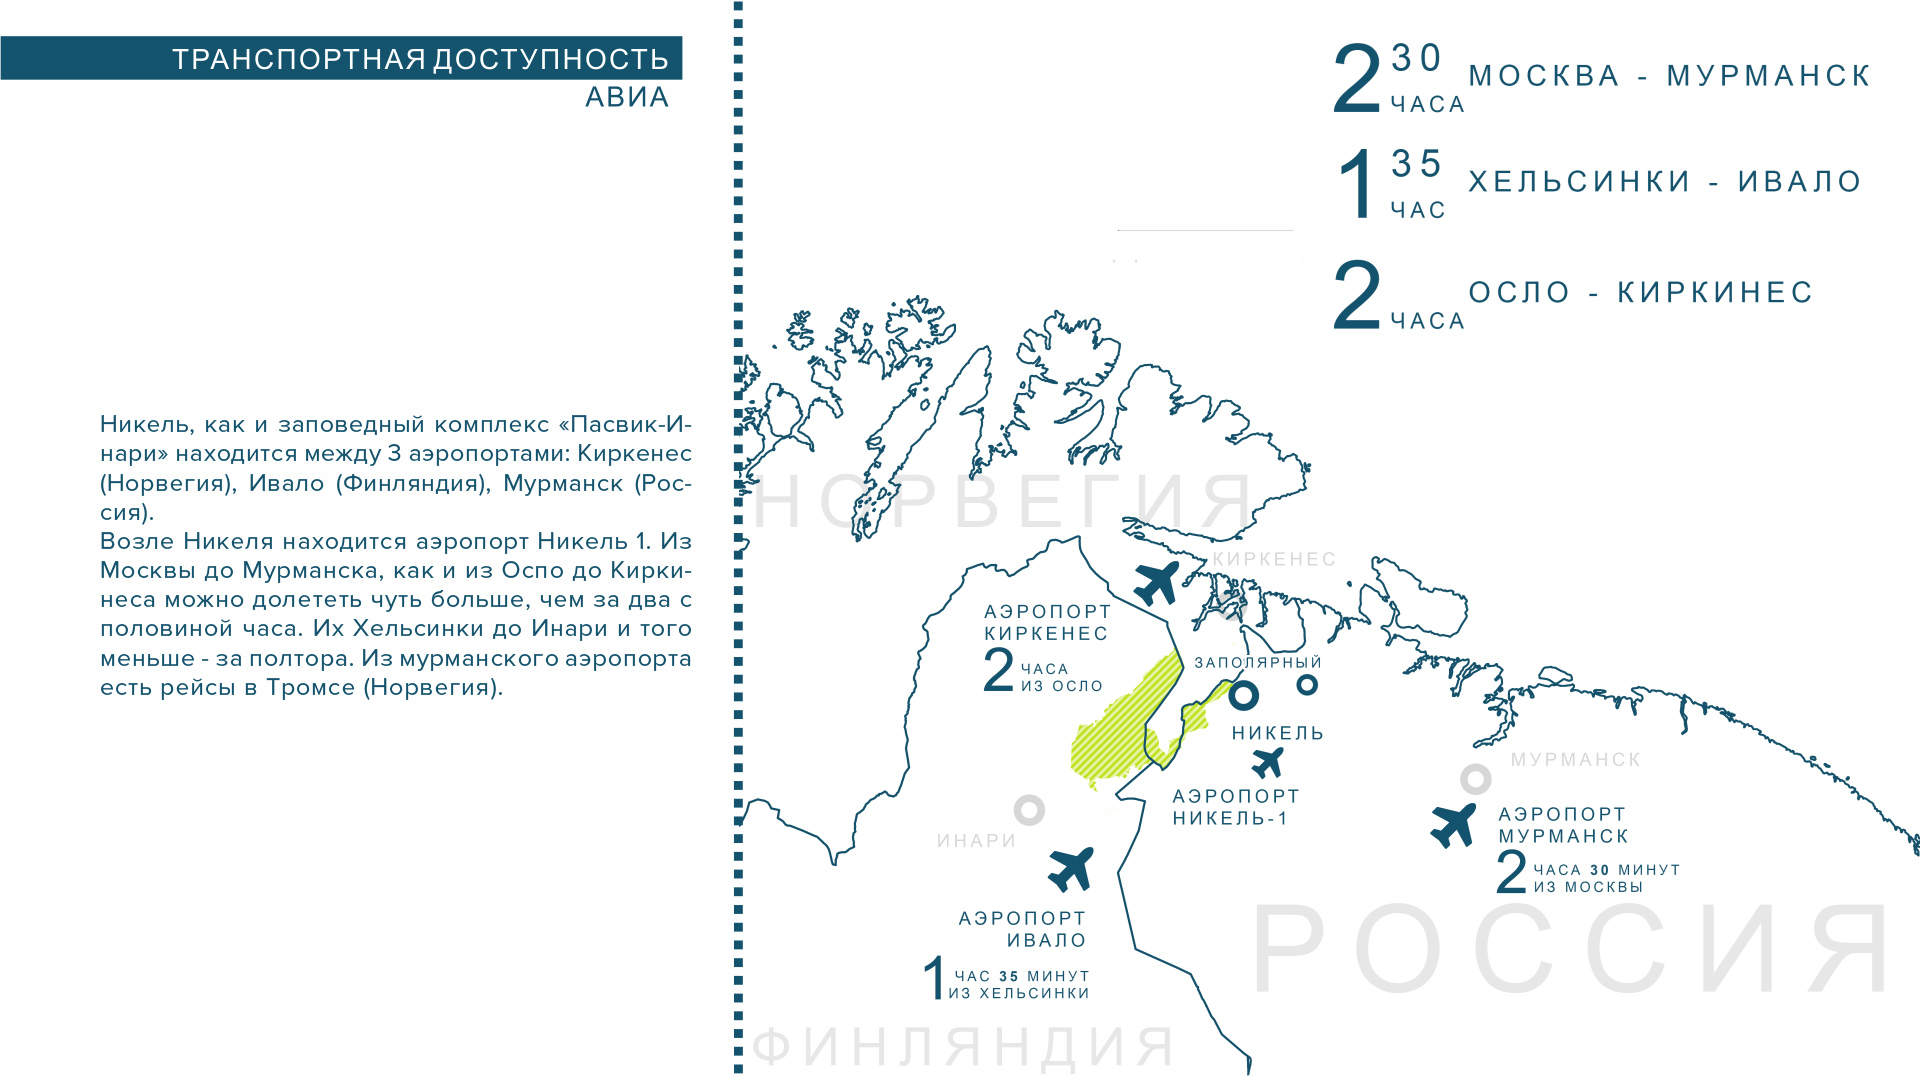 ТРАНСПОРТНАЯ ДОСТУПНОСТЬ
АВИА
Никель, как и заповедный комплекс «Пасвик-И-
нари» находится между 3 аэропортами: Киркенес
(Норвегия), Ивало (Финляндия), Мурманск (Рос-
сия).
Возле Никеля находится аэропорт Никель 1. Из
Москвы до Мурманска, как и из Оспо до Кирки-
неса можно долететь чуть больше, чем за два с
половиной часа. Их Хельсинки до Инари и того
меньше - за полтора. Из мурманского аэропорта
есть рейсы в Тромсе (Норвегия).
2 30 ЧАСА МОСКВА - МУРМАНСК
1 35 ЧАС ХЕЛЬСИНКИ - ИВАЛО
2 ЧАСА ОСЛО - КИРКИНЕС
НОРВЕГИЯ
КИРКЕНЕС
АЭРОПОРТ
КИРКЕНЕС
2 ЧАСА
ИЗ ОСЛО
ЗАПОЛЯРНЫЙ
НИКЕЛЬ
АЭРОПОРТ
НИКЕЛЬ-1
МУРМАНСК
АЭРОПОРТ
МУРМАНСК
2 ЧАСА 30 МИНУТ
ИЗ МОСКВЫ
ИНАРИ
АЭРОПОРТ
ИВАЛО
1 ЧАС 35 МИНУТ
ИЗ ХЕЛЬСИНКИ
РОССИЯ
ФИНЛЯНДИЯ